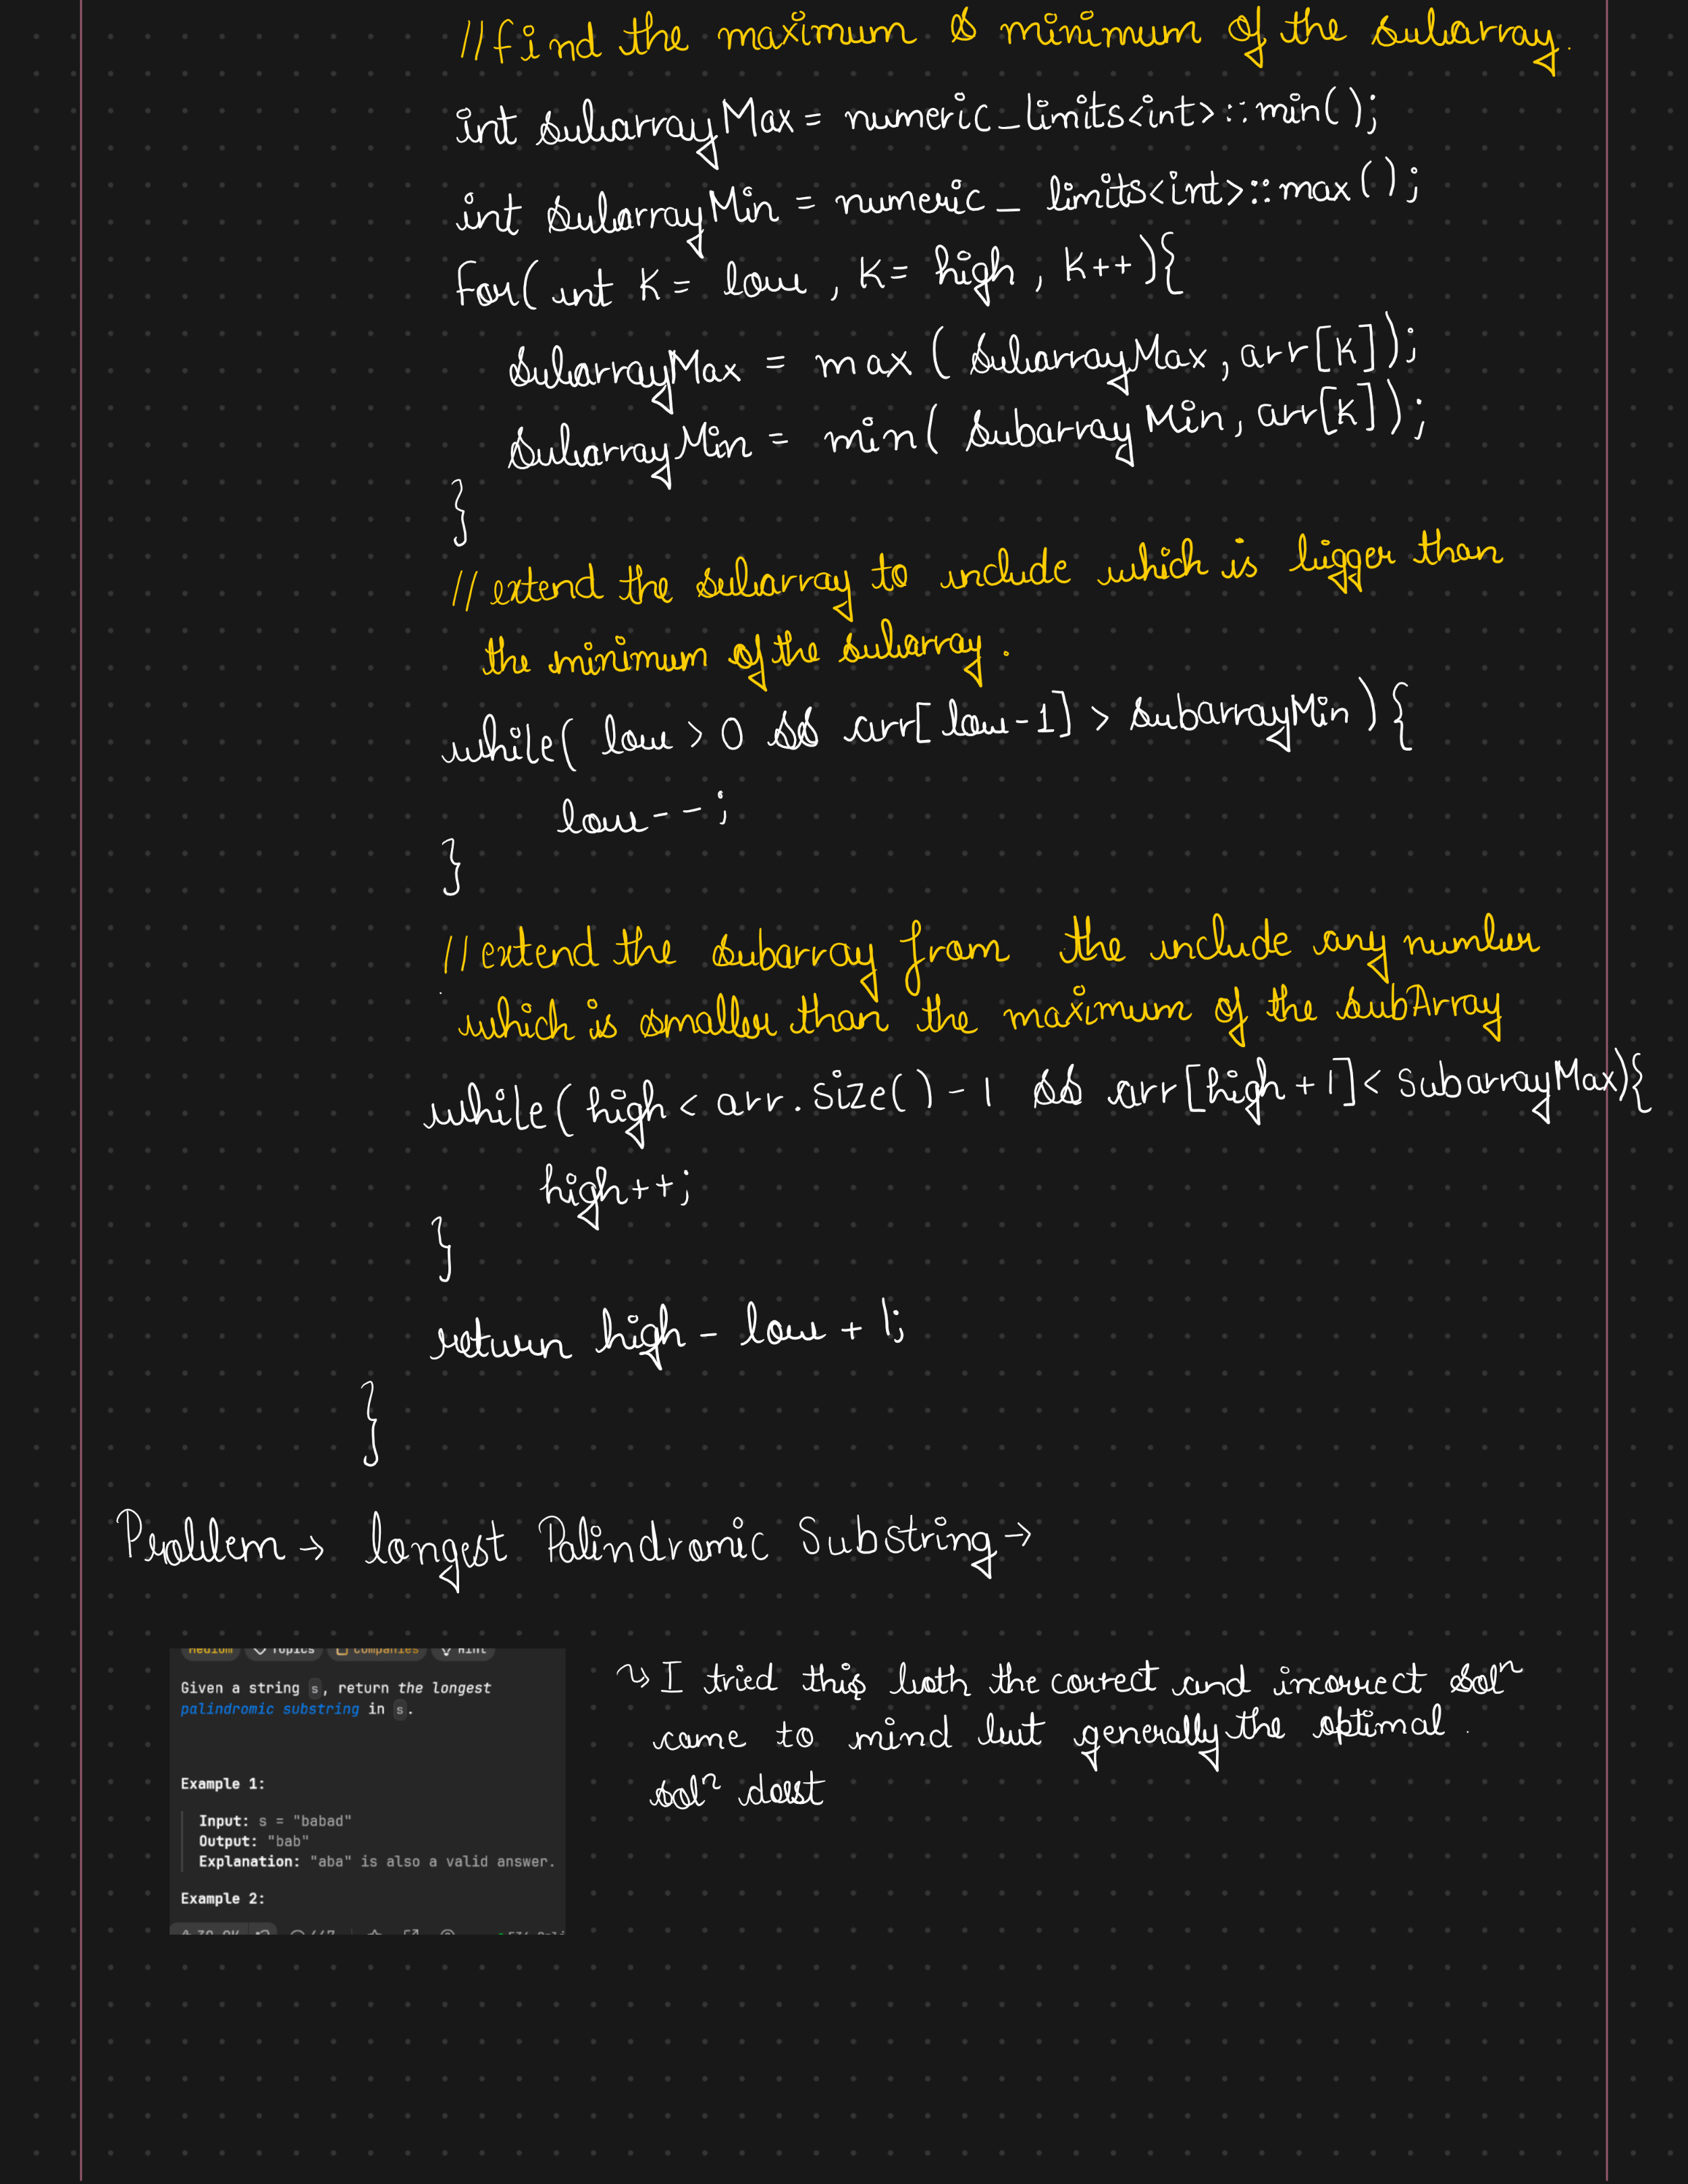 //find the maximum & minimum of the subarray.
int subarrayMax = numeric_limits<int>::min();
int subarrayMin = numeric_limits<int>::max();
for( int K = low , K = high , K++){
subarrayMax = max ( subarrayMax, arr[K]);
subarrayMin = min( subarrayMin, arr[K]);
}
// extend the subarray to include which is bigger than
the minimum of the subarray.
while( low > 0 && arr[low-1] > subarrayMin ) {
low--;
}
//extend the subarray from the include any number
which is smaller than the maximum of the subArray
while( high < arr.size() - 1 && arr[high + 1] < SubarrayMax){
high++;
}
return high - low + 1;
}
Problem → longest Palindromic Substring →
Medium Topics Companies Hint
Given a string s, return the longest
palindromic substring in s.
Example 1:
Input: s = "babad"
Output: "bab"
Explanation: "aba" is also a valid answer.
Example 2:
I tried this both the correct and incorrect solⁿ
came to mind but generally the optimal
solⁿ